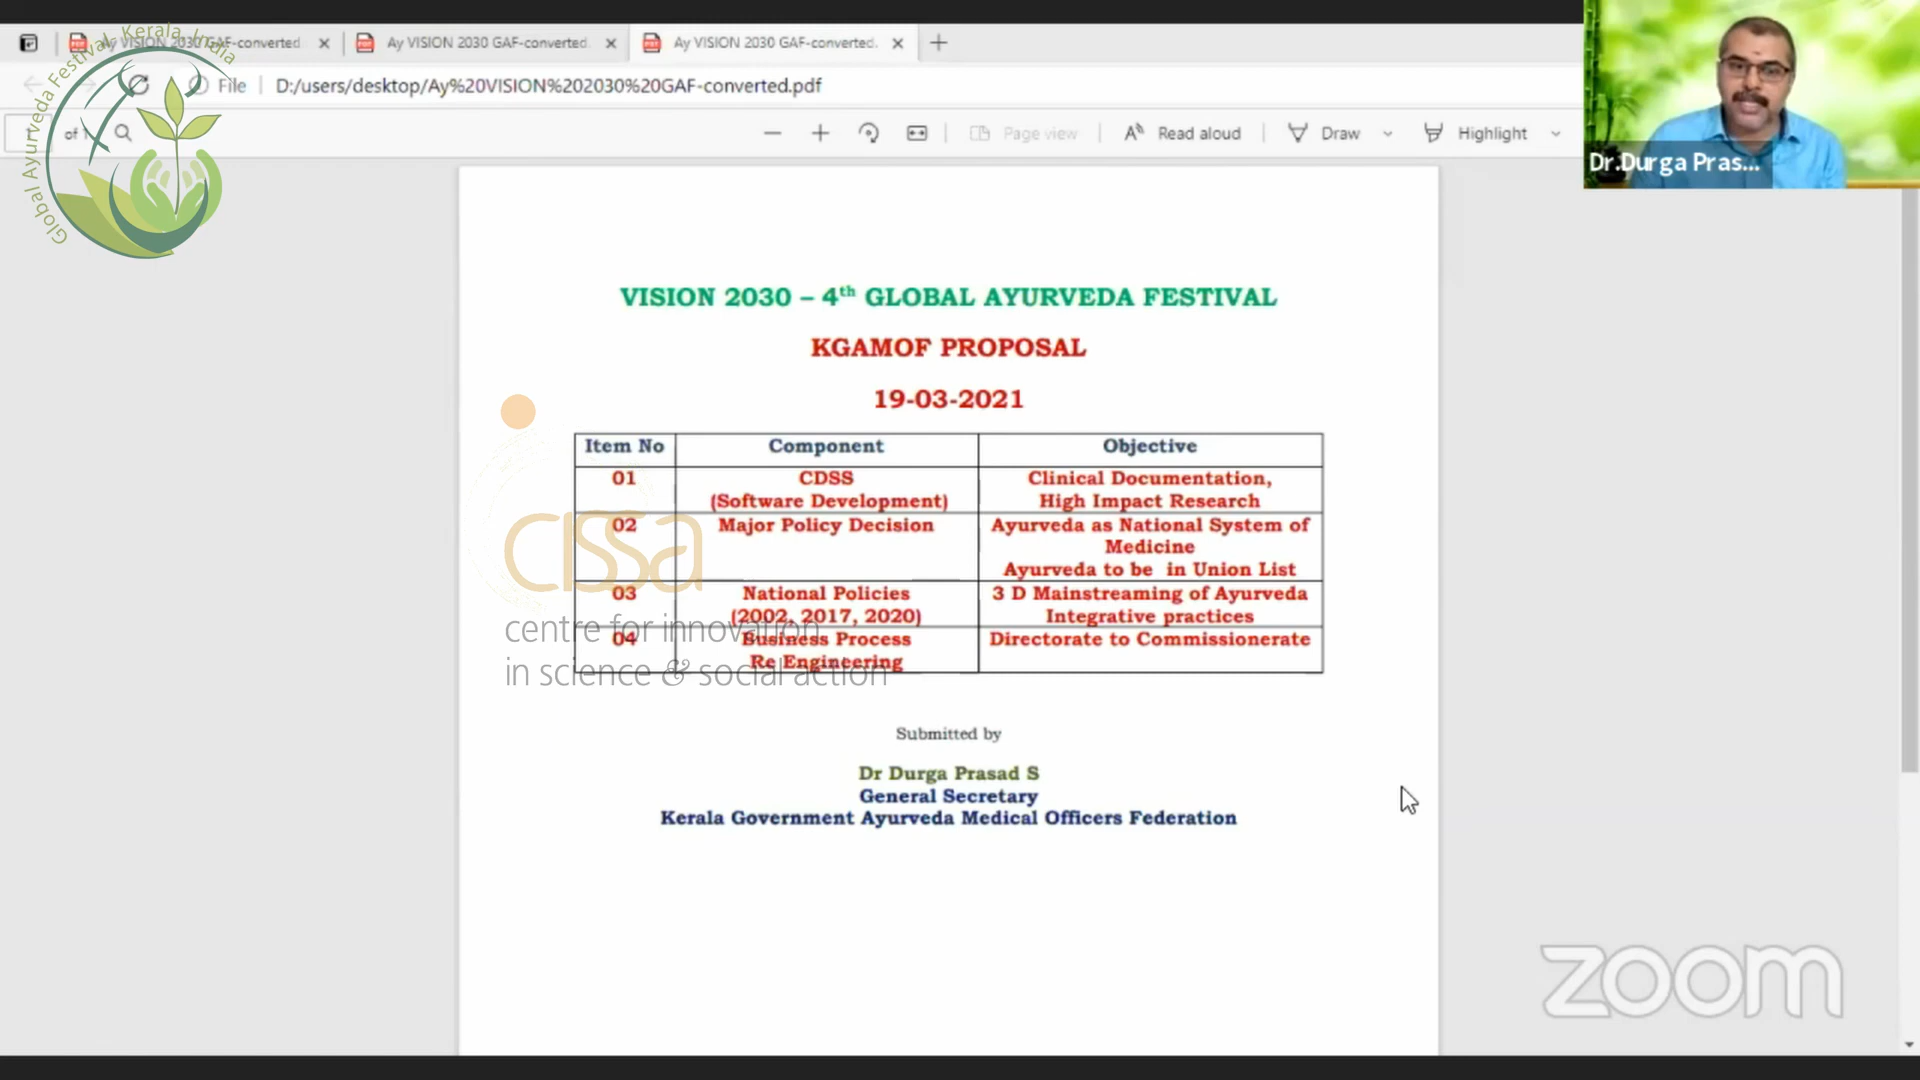 Global Ayurveda Festival, Kerala, India
Ay VISION 2030 GAF-converted.
Ay VISION 2030 GAF-converted.
Ay VISION 2030 GAF-converted.
File
D:/users/desktop/Ay%20VISION%202030%20GAF-converted.pdf
of 1
Page view
Read aloud
Draw
Highlight
Dr.Durga Pras...
VISION 2030 – 4th GLOBAL AYURVEDA FESTIVAL
KGAMOF PROPOSAL
19-03-2021
Item No Component Objective
01 CDSS Clinical Documentation,
(Software Development) High Impact Research
02 Major Policy Decision Ayurveda as National System of
Medicine
Ayurveda to be in Union List
03 National Policies 3 D Mainstreaming of Ayurveda
(2002, 2017, 2020) Integrative practices
04 Business Process Directorate to Commissionerate
Re Engineering
cissa
centre for innovation
in science & social action
Submitted by
Dr Durga Prasad S
General Secretary
Kerala Government Ayurveda Medical Officers Federation
zoom